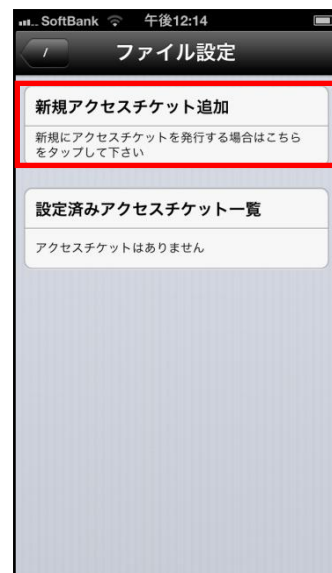 SoftBank 午後12:14
/ ファイル設定
新規アクセスチケット追加
新規にアクセスチケットを発行する場合はこちら
をタップして下さい
設定済みアクセスチケット一覧
アクセスチケットはありません